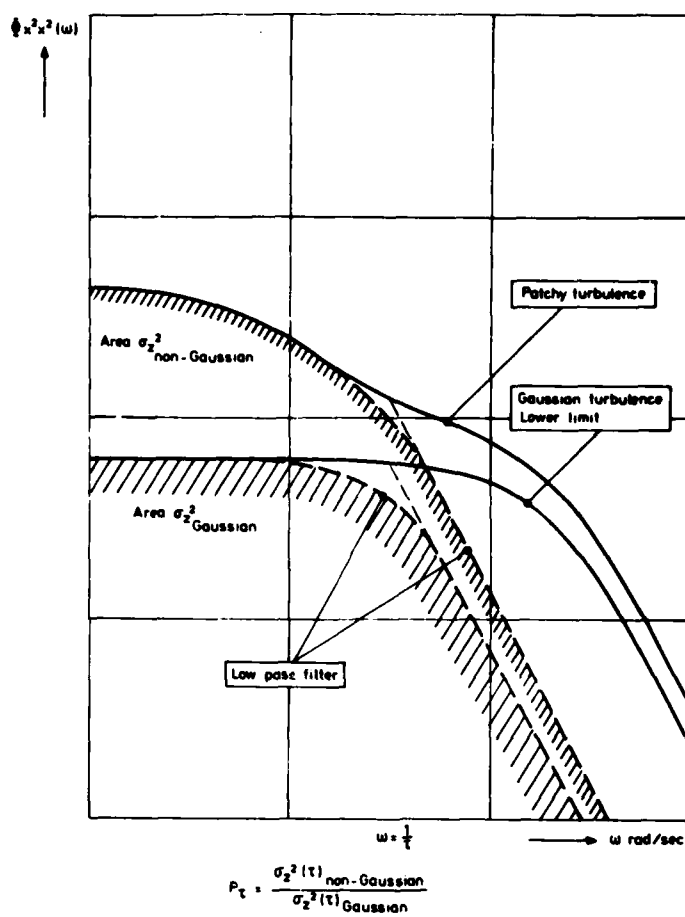 Φx²x²(ω)
Patchy turbulence
Area σz² non-Gaussian
Gaussian turbulence
Lower limit
Area σz² Gaussian
Low pass filter
ω = 1/τ
ω rad/sec
Pτ = σz²(τ) non-Gaussian / σz²(τ) Gaussian